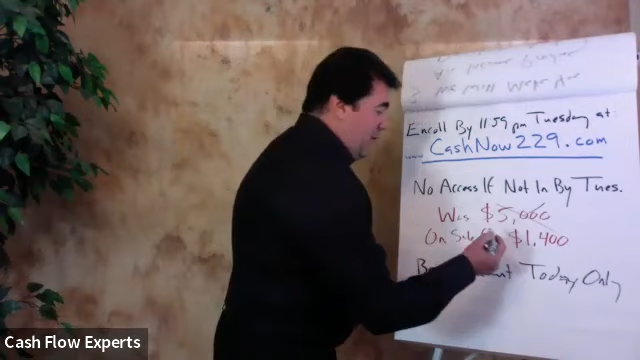 Enroll By 11:59 pm Tuesday at
www.CashNow229.com
No Access If Not In By Tues.
Was $5,000
On $1,400
Today Only
Cash Flow Experts